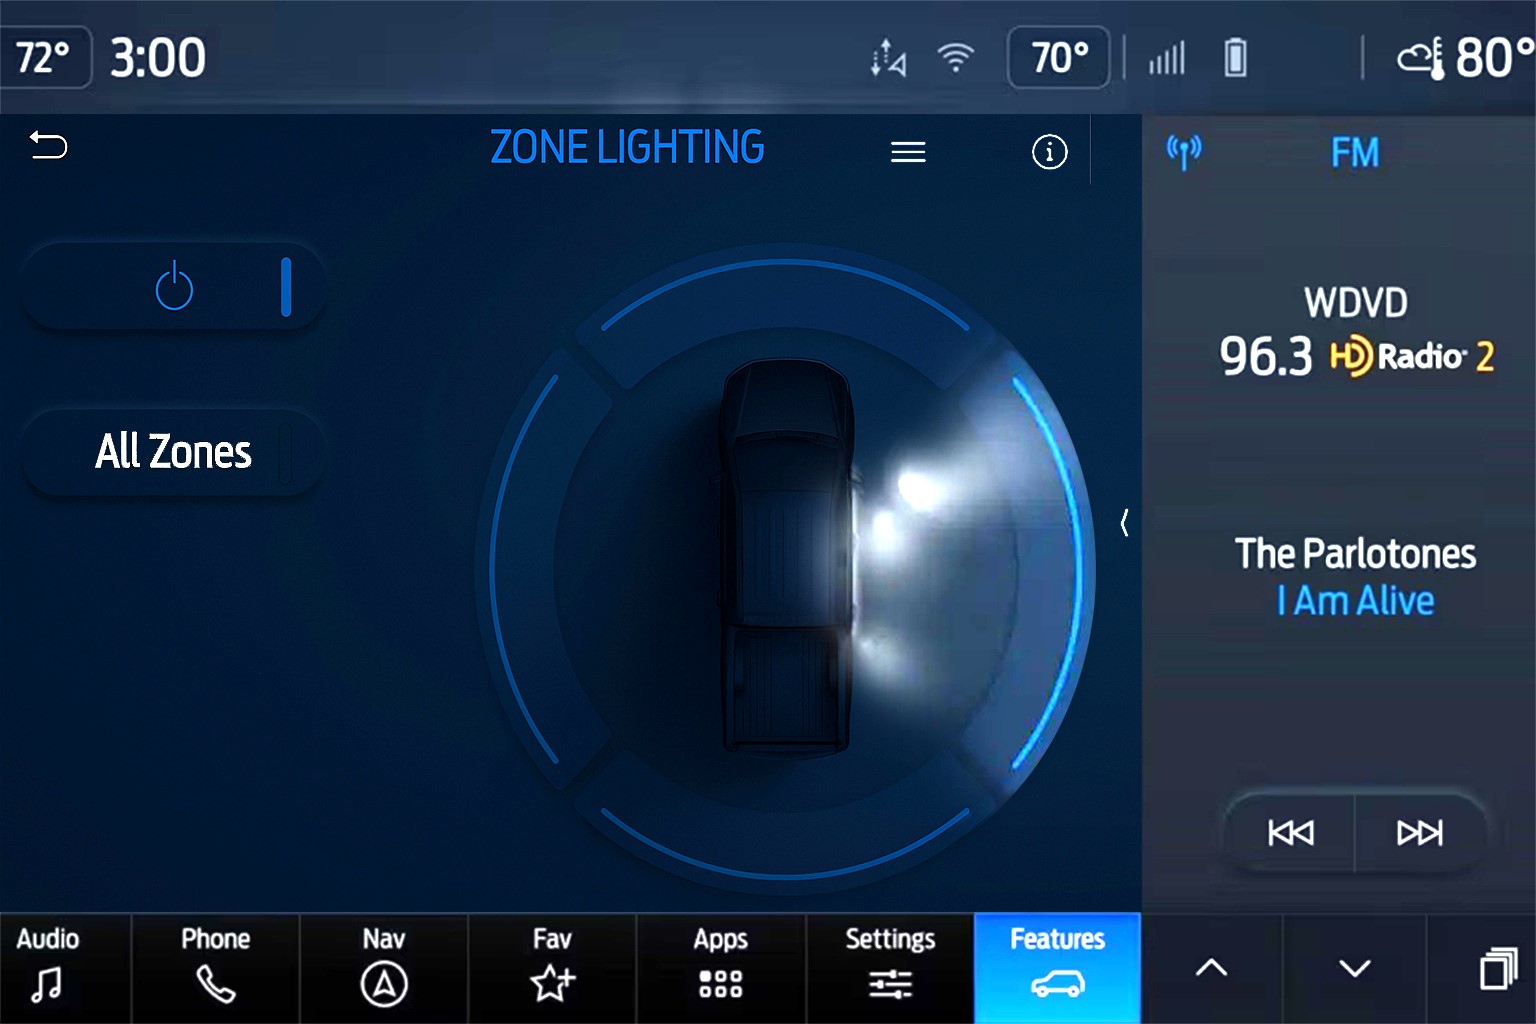 72° 3:00 70° 80°
ZONE LIGHTING
All Zones
FM
WDVD
96.3 HD Radio 2
The Parlotones
I Am Alive
Audio Phone Nav Fav Apps Settings Features